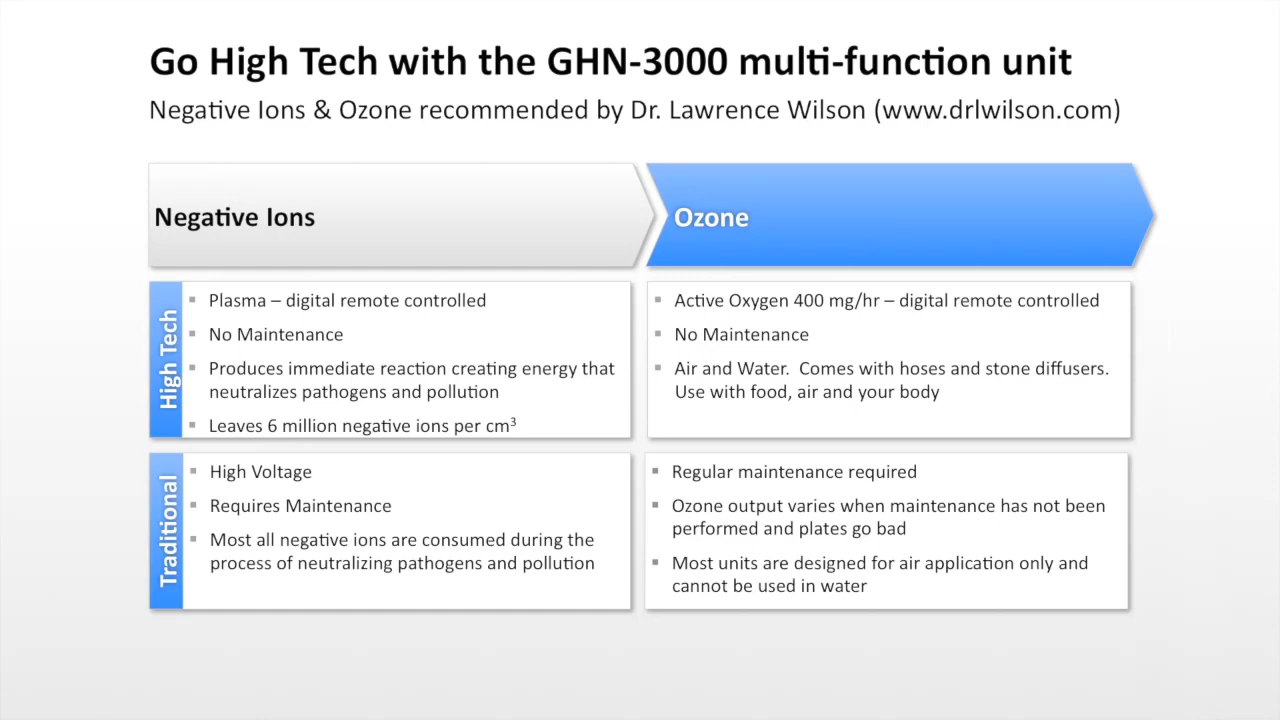 Go High Tech with the GHN-3000 multi-function unit
Negative Ions & Ozone recommended by Dr. Lawrence Wilson (www.drlwilson.com)
Negative Ions
Ozone
High Tech
Plasma – digital remote controlled
No Maintenance
Produces immediate reaction creating energy that
neutralizes pathogens and pollution
Leaves 6 million negative ions per cm³
Active Oxygen 400 mg/hr – digital remote controlled
No Maintenance
Air and Water.  Comes with hoses and stone diffusers.
Use with food, air and your body
Traditional
High Voltage
Requires Maintenance
Most all negative ions are consumed during the
process of neutralizing pathogens and pollution
Regular maintenance required
Ozone output varies when maintenance has not been
performed and plates go bad
Most units are designed for air application only and
cannot be used in water